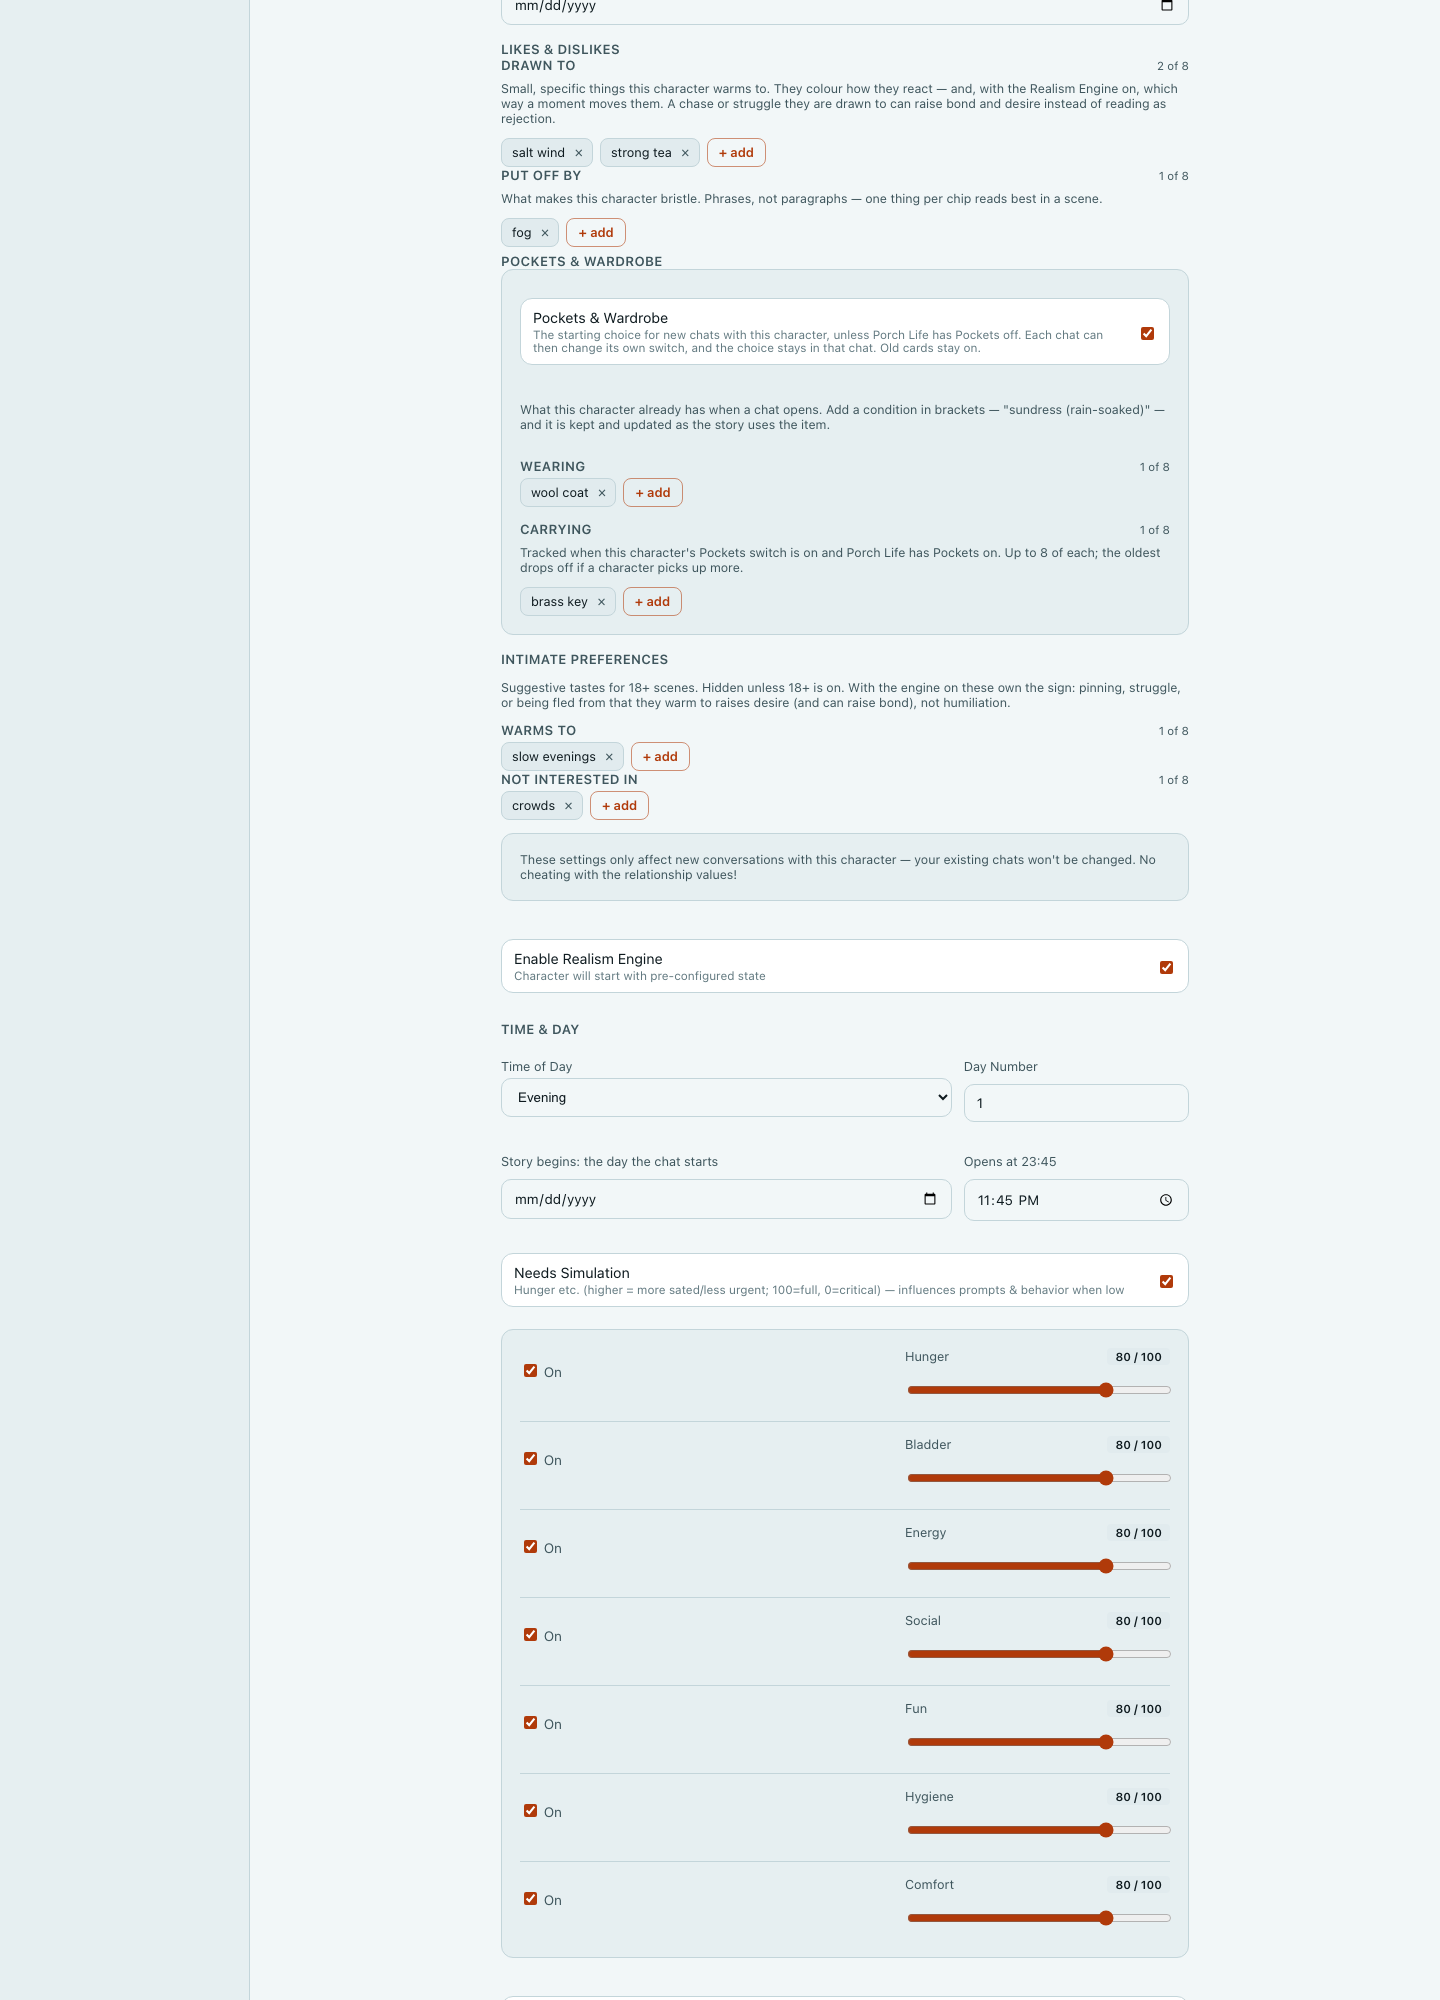 mm/dd/yyyy
LIKES & DISLIKES
DRAWN TO
2 of 8
Small, specific things this character warms to. They colour how they react — and, with the Realism Engine on, which
way a moment moves them. A chase or struggle they are drawn to can raise bond and desire instead of reading as
rejection.
salt wind × strong tea × + add
PUT OFF BY
1 of 8
What makes this character bristle. Phrases, not paragraphs — one thing per chip reads best in a scene.
fog × + add
POCKETS & WARDROBE
Pockets & Wardrobe
The starting choice for new chats with this character, unless Porch Life has Pockets off. Each chat can
then change its own switch, and the choice stays in that chat. Old cards stay on.
What this character already has when a chat opens. Add a condition in brackets — "sundress (rain-soaked)" —
and it is kept and updated as the story uses the item.
WEARING
1 of 8
wool coat × + add
CARRYING
1 of 8
Tracked when this character's Pockets switch is on and Porch Life has Pockets on. Up to 8 of each; the oldest
drops off if a character picks up more.
brass key × + add
INTIMATE PREFERENCES
Suggestive tastes for 18+ scenes. Hidden unless 18+ is on. With the engine on these own the sign: pinning, struggle,
or being fled from that they warm to raises desire (and can raise bond), not humiliation.
WARMS TO
1 of 8
slow evenings × + add
NOT INTERESTED IN
1 of 8
crowds × + add
These settings only affect new conversations with this character — your existing chats won't be changed. No
cheating with the relationship values!
Enable Realism Engine
Character will start with pre-configured state
TIME & DAY
Time of Day
Day Number
Evening
1
Story begins: the day the chat starts
Opens at 23:45
mm/dd/yyyy
11:45 PM
Needs Simulation
Hunger etc. (higher = more sated/less urgent; 100=full, 0=critical) — influences prompts & behavior when low
On
Hunger
80 / 100
On
Bladder
80 / 100
On
Energy
80 / 100
On
Social
80 / 100
On
Fun
80 / 100
On
Hygiene
80 / 100
On
Comfort
80 / 100